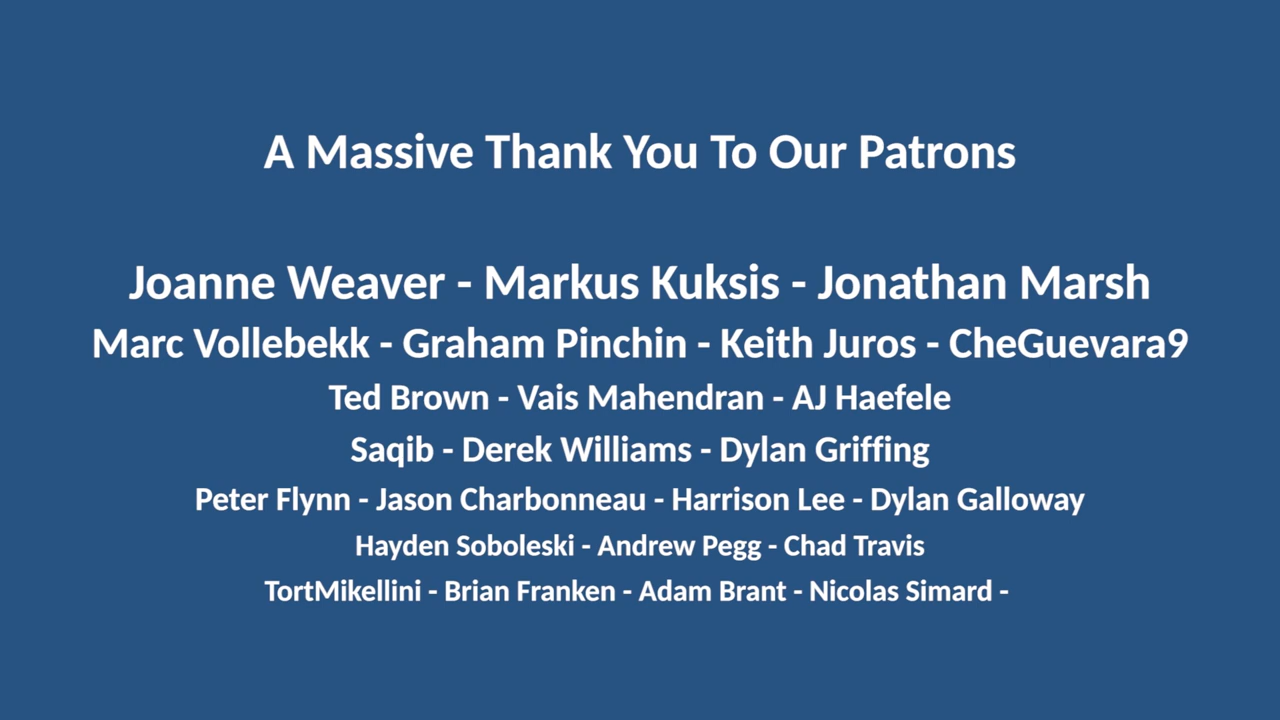 A Massive Thank You To Our Patrons
Joanne Weaver - Markus Kuksis - Jonathan Marsh
Marc Vollebekk - Graham Pinchin - Keith Juros - CheGuevara9
Ted Brown - Vais Mahendran - AJ Haefele
Saqib - Derek Williams - Dylan Griffing
Peter Flynn - Jason Charbonneau - Harrison Lee - Dylan Galloway
Hayden Soboleski - Andrew Pegg - Chad Travis
TortMikellini - Brian Franken - Adam Brant - Nicolas Simard -